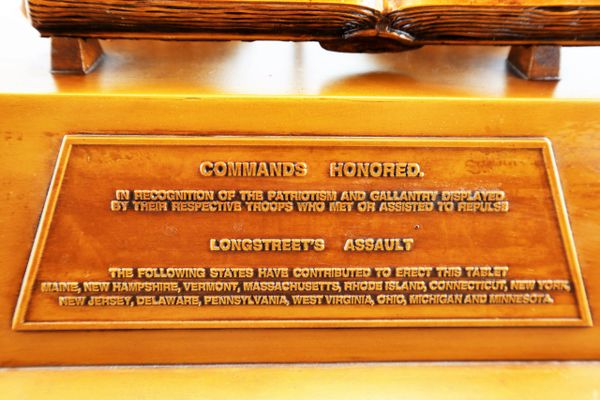 COMMANDS HONORED.
IN RECOGNITION OF THE PATRIOTISM AND GALLANTRY DISPLAYED
BY THEIR RESPECTIVE TROOPS WHO MET OR ASSISTED TO REPULSE
LONGSTREET'S ASSAULT
THE FOLLOWING STATES HAVE CONTRIBUTED TO ERECT THIS TABLET
MAINE, NEW HAMPSHIRE, VERMONT, MASSACHUSETTS, RHODE ISLAND, CONNECTICUT, NEW YORK,
NEW JERSEY, DELAWARE, PENNSYLVANIA, WEST VIRGINIA, OHIO, MICHIGAN AND MINNESOTA.